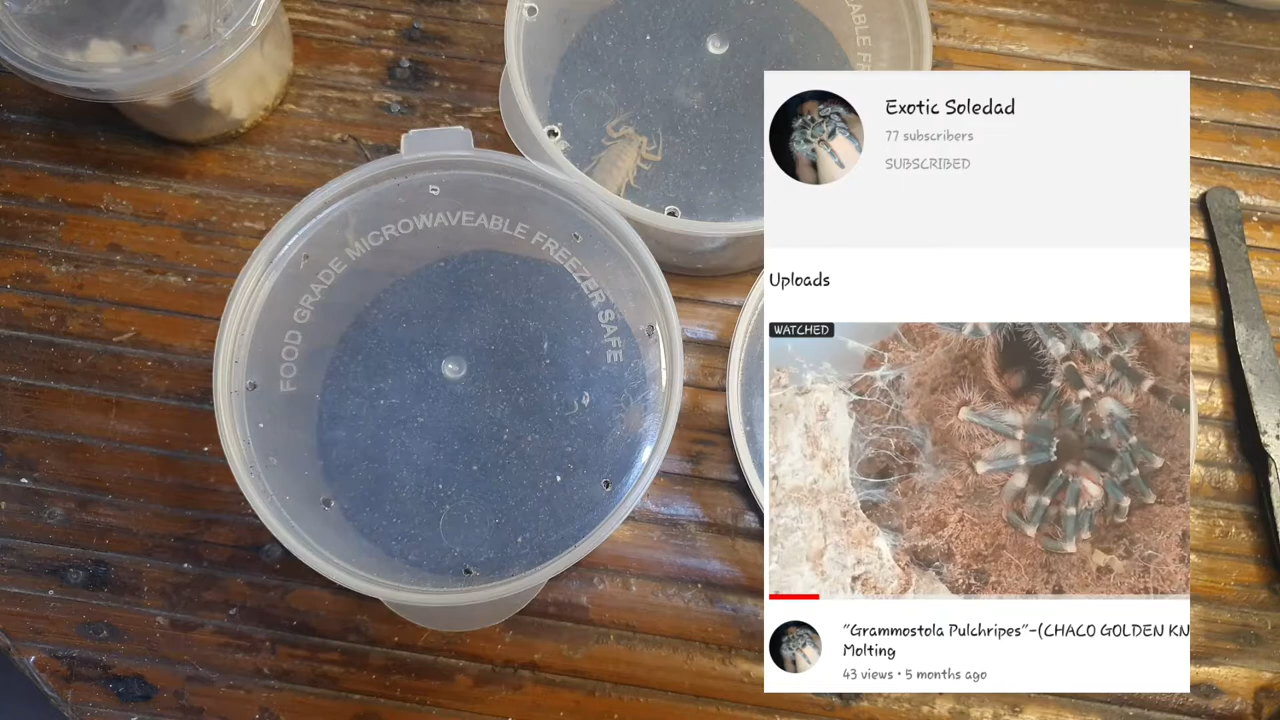 FOOD GRADE MICROWAVEABLE FREEZER SAFE
Exotic Soledad
77 subscribers
SUBSCRIBED
Uploads
WATCHED
"Grammostola Pulchripes"-(CHACO GOLDEN KN
Molting
43 views • 5 months ago